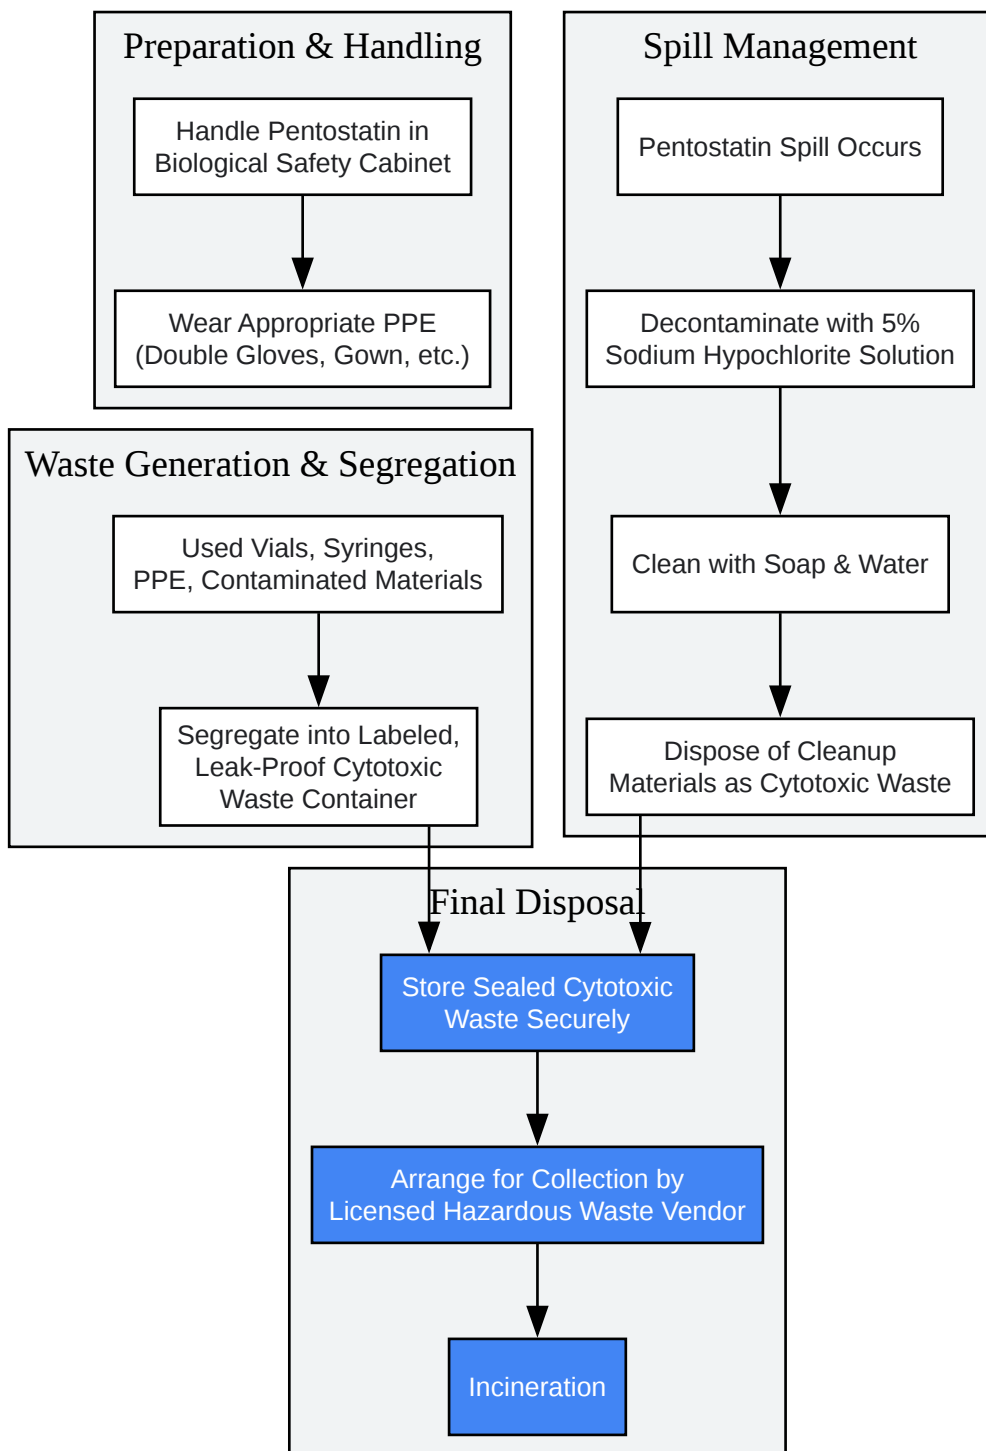 Preparation & Handling
Handle Pentostatin in
Biological Safety Cabinet
Wear Appropriate PPE
(Double Gloves, Gown, etc.)
Spill Management
Pentostatin Spill Occurs
Decontaminate with 5%
Sodium Hypochlorite Solution
Clean with Soap & Water
Dispose of Cleanup
Materials as Cytotoxic Waste
Waste Generation & Segregation
Used Vials, Syringes,
PPE, Contaminated Materials
Segregate into Labeled,
Leak-Proof Cytotoxic
Waste Container
Final Disposal
Store Sealed Cytotoxic
Waste Securely
Arrange for Collection by
Licensed Hazardous Waste Vendor
Incineration